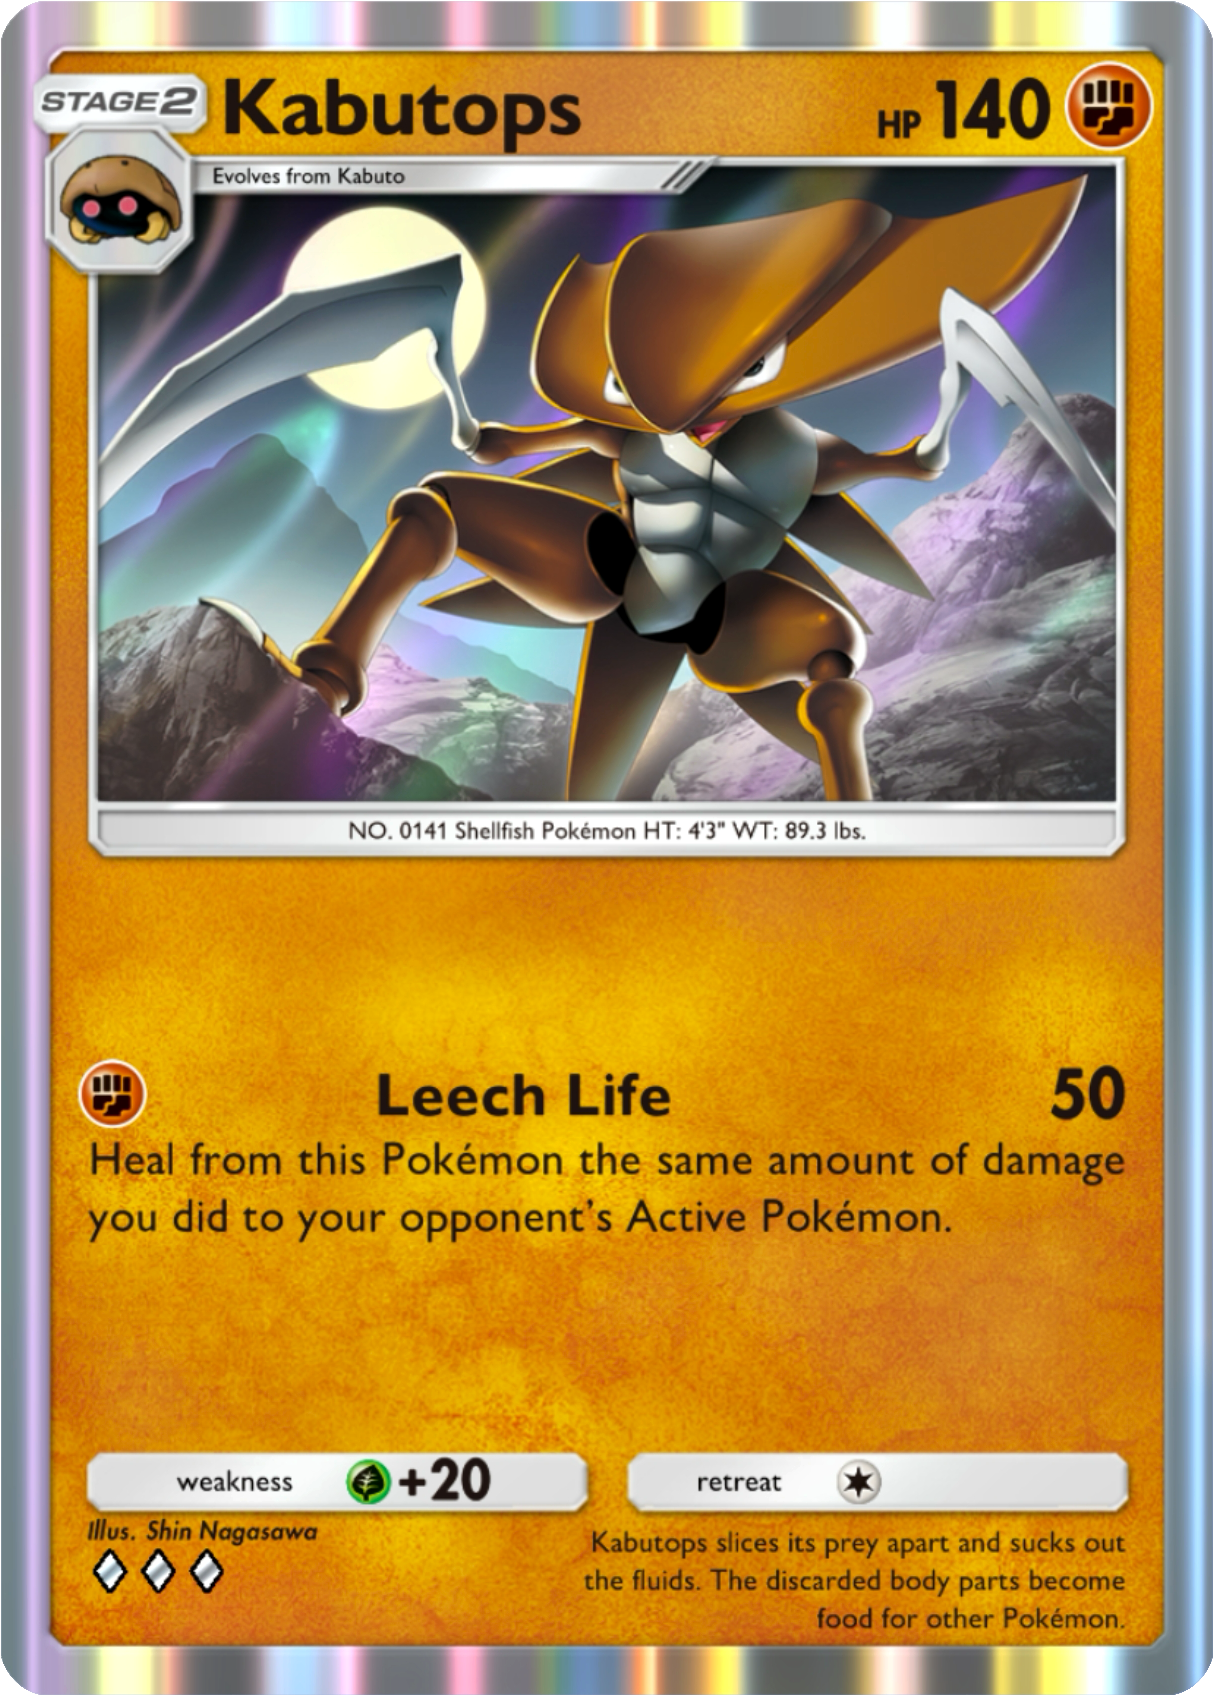 STAGE2
Kabutops
HP 140
Evolves from Kabuto
NO. 0141 Shellfish Pokémon HT: 4'3" WT: 89.3 lbs.
Leech Life 50
Heal from this Pokémon the same amount of damage
you did to your opponent's Active Pokémon.
weakness +20
retreat
Illus. Shin Nagasawa
Kabutops slices its prey apart and sucks out
the fluids. The discarded body parts become
food for other Pokémon.